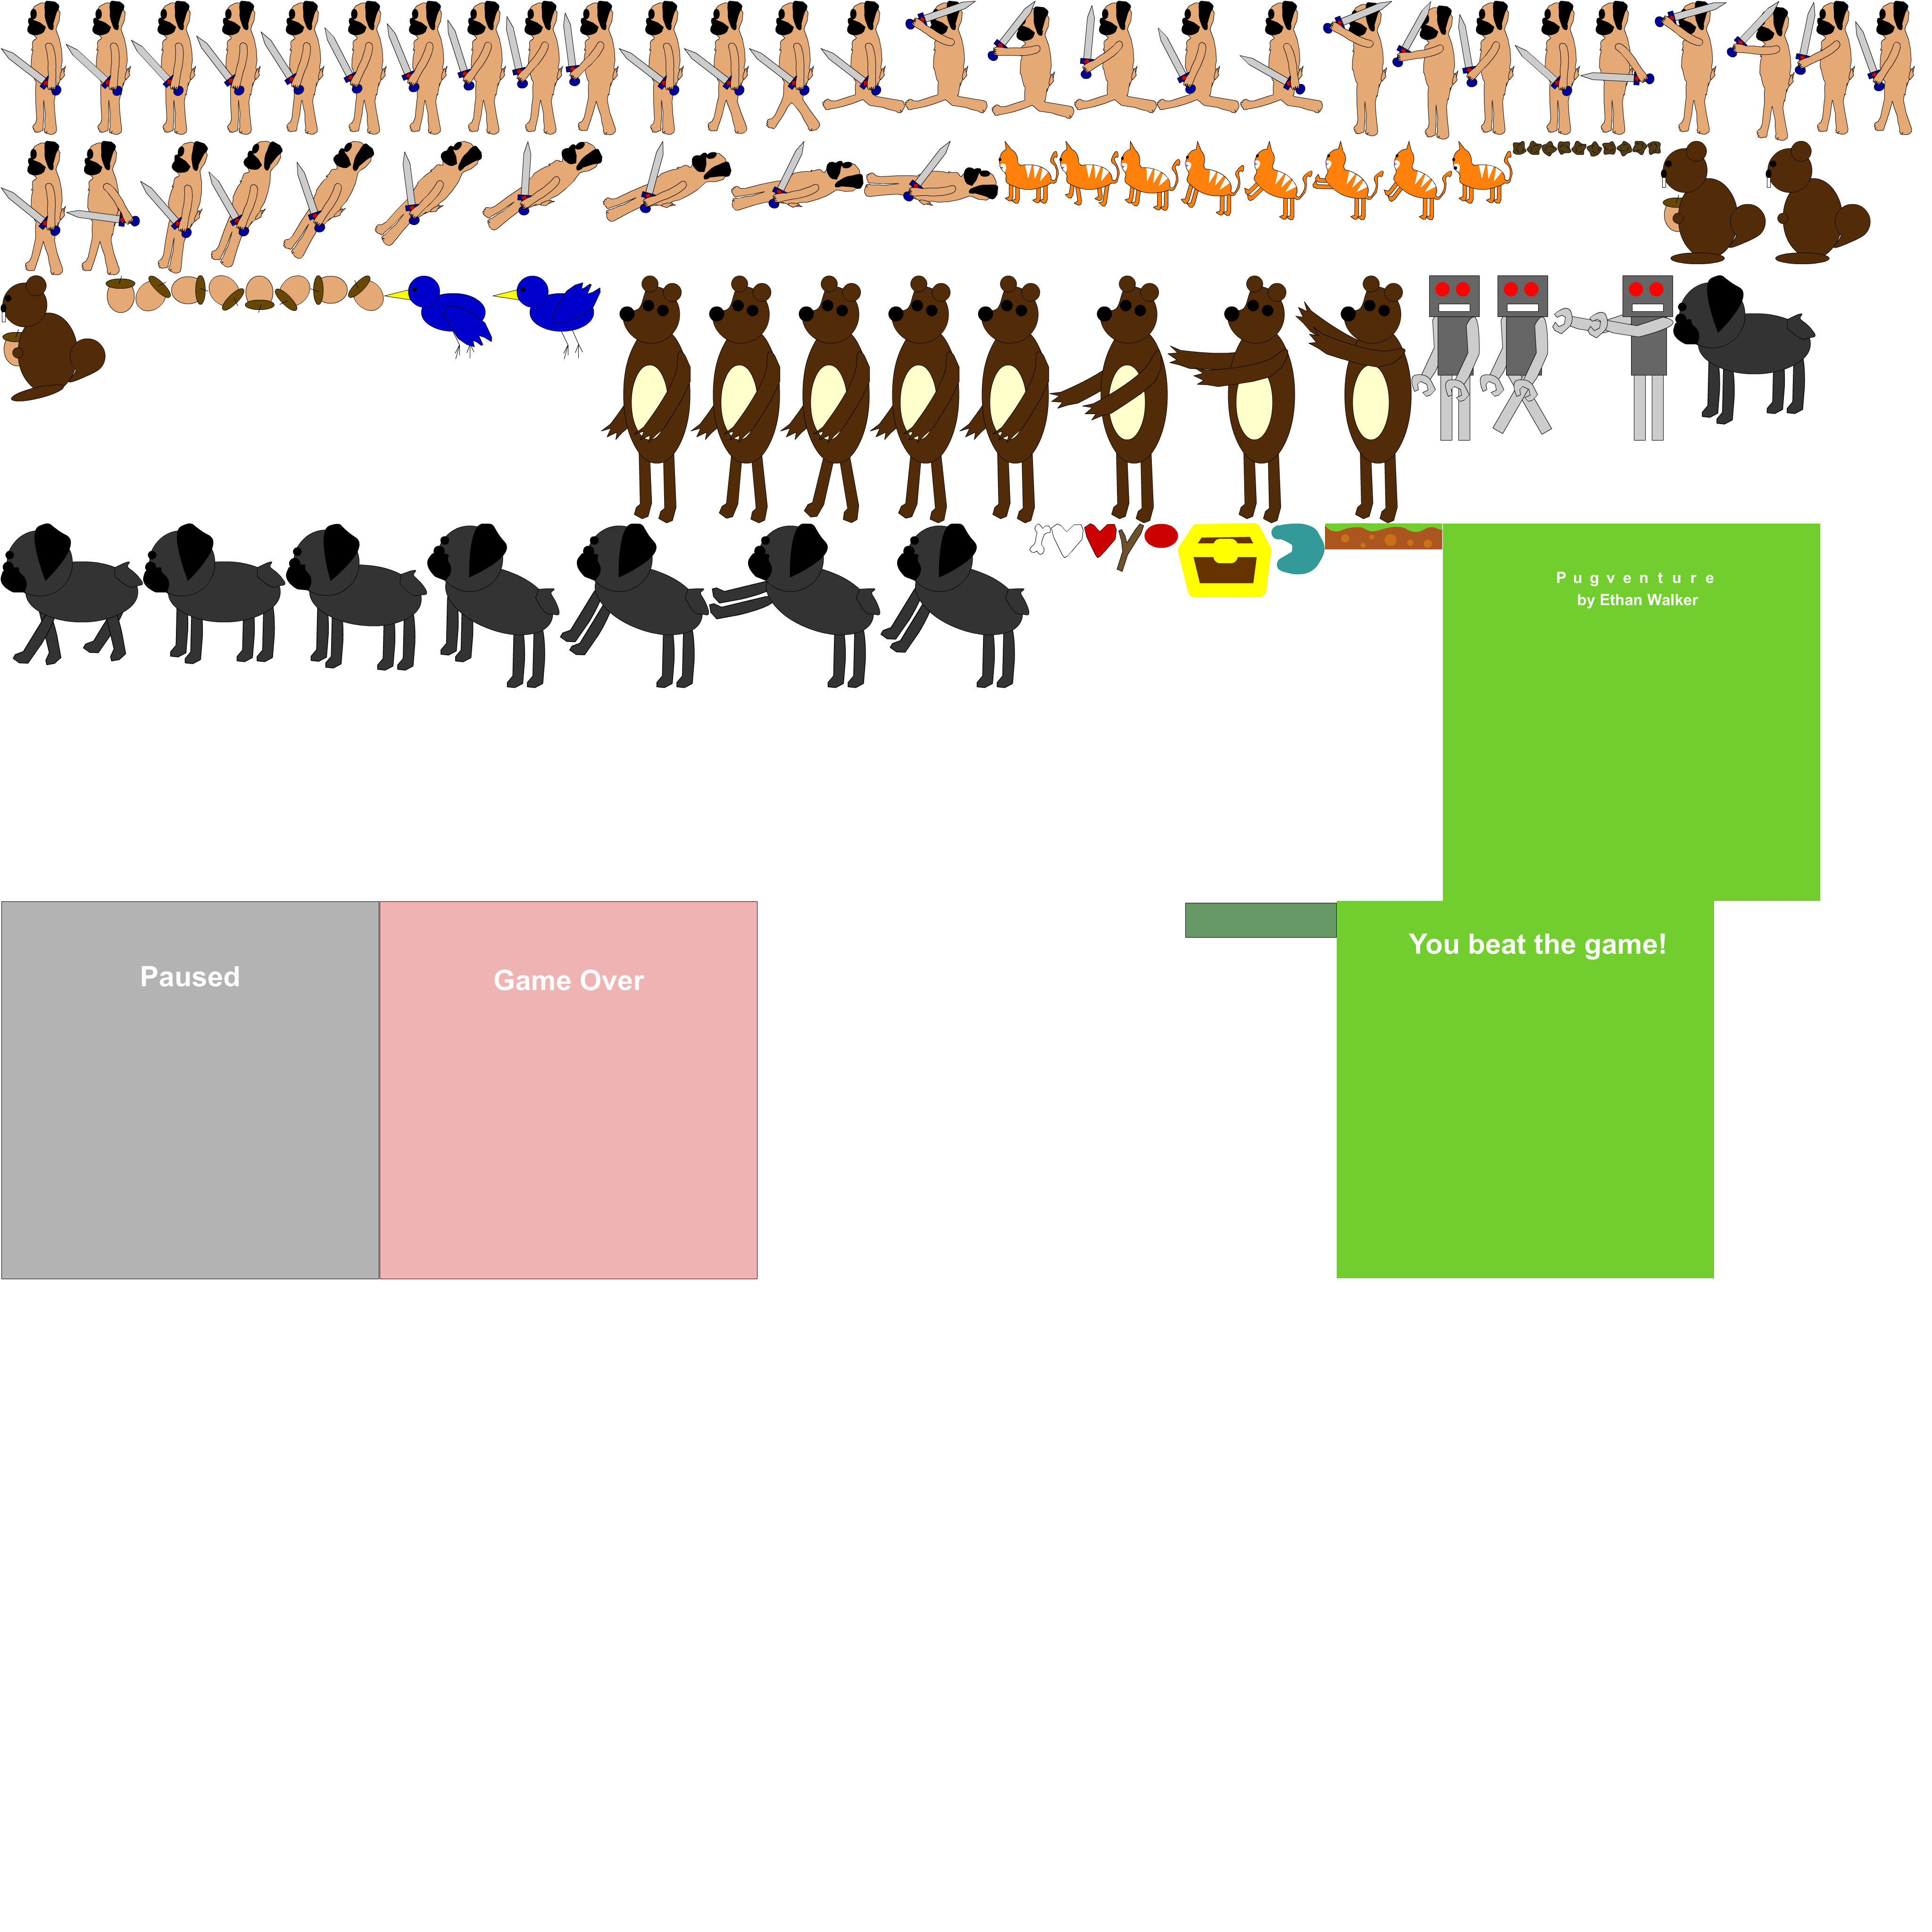 P u g v e n t u r e
by Ethan Walker
Paused
Game Over
You beat the game!